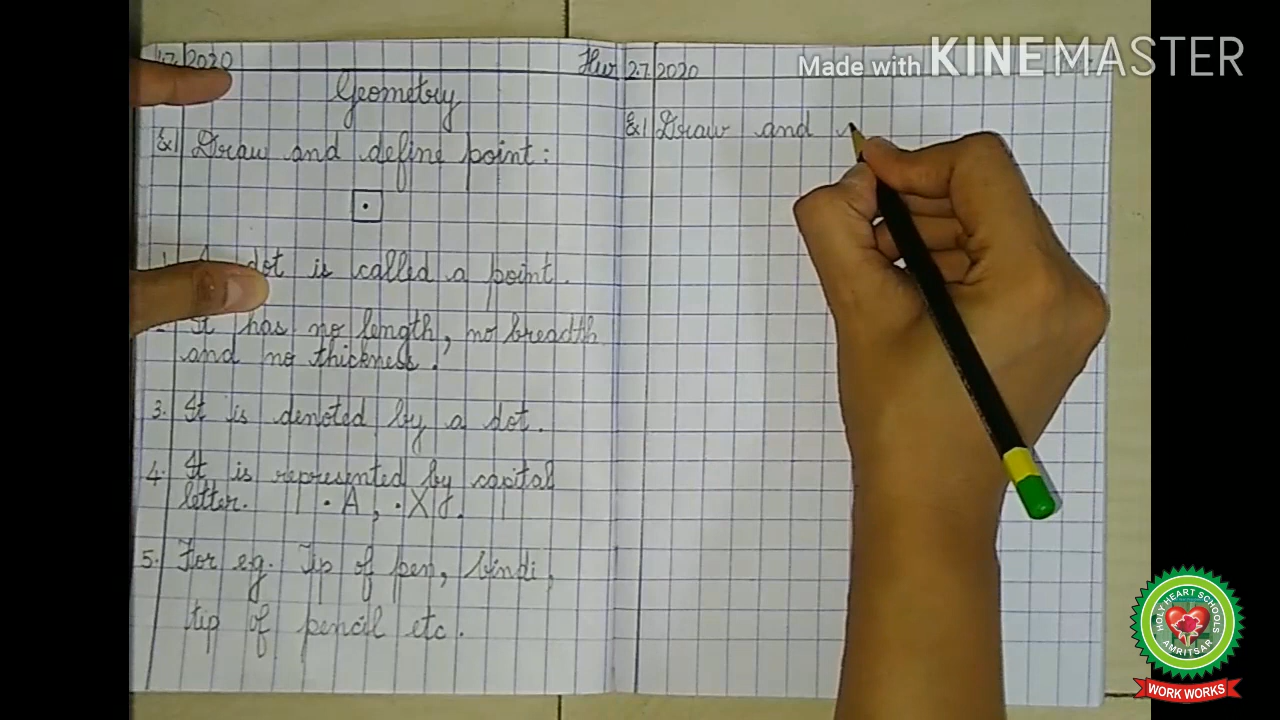 1.7.2020
Geometry
Ex1 Draw and define point:
1. A dot is called a point.
2. It has no length, no breadth
and no thickness.
3. It is denoted by a dot.
4. It is represented by capital
letter. | • A, • X |.
5. For eg. Tip of pen, bindi,
tip of pencil etc.
H.W 2.7.2020
Ex1 Draw and
Made with KINEMASTER
HOLY HEART SCHOOLS
AMRITSAR
WORK WORKS